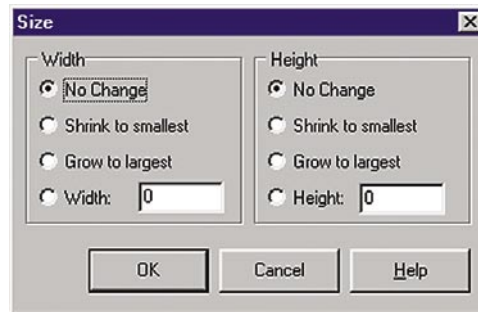 Size
Width
No Change
Shrink to smallest
Grow to largest
Width: 0
Height
No Change
Shrink to smallest
Grow to largest
Height: 0
OK
Cancel
Help